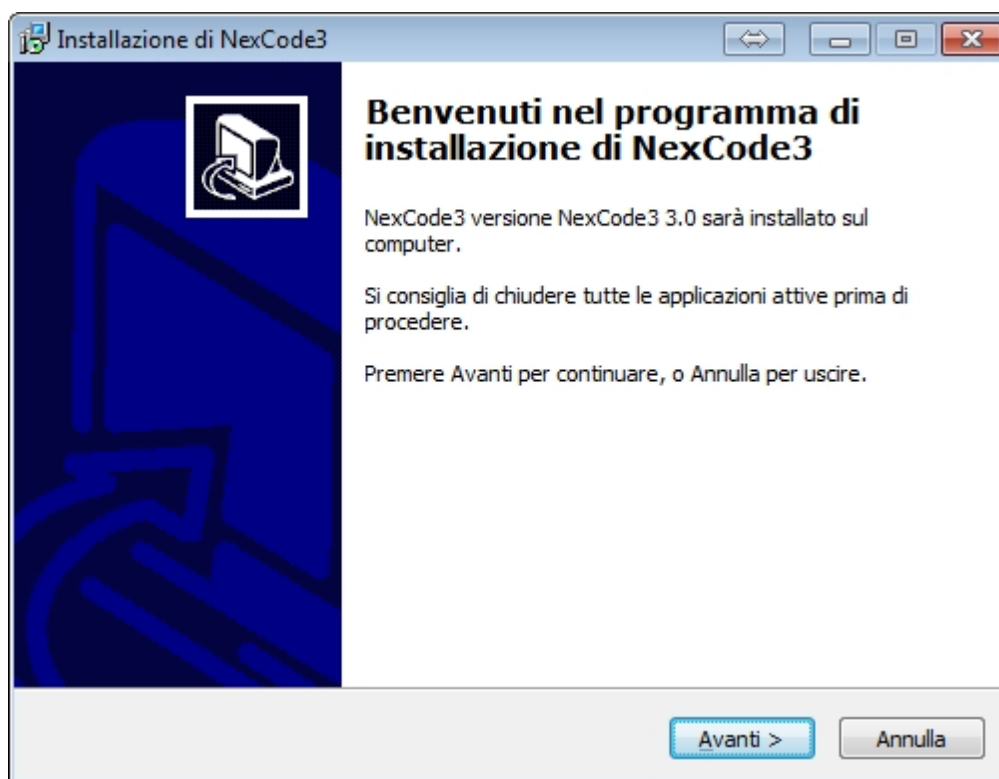 Installazione di NexCode3
Benvenuti nel programma di
installazione di NexCode3
NexCode3 versione NexCode3 3.0 sarà installato sul
computer.
Si consiglia di chiudere tutte le applicazioni attive prima di
procedere.
Premere Avanti per continuare, o Annulla per uscire.
Avanti >
Annulla